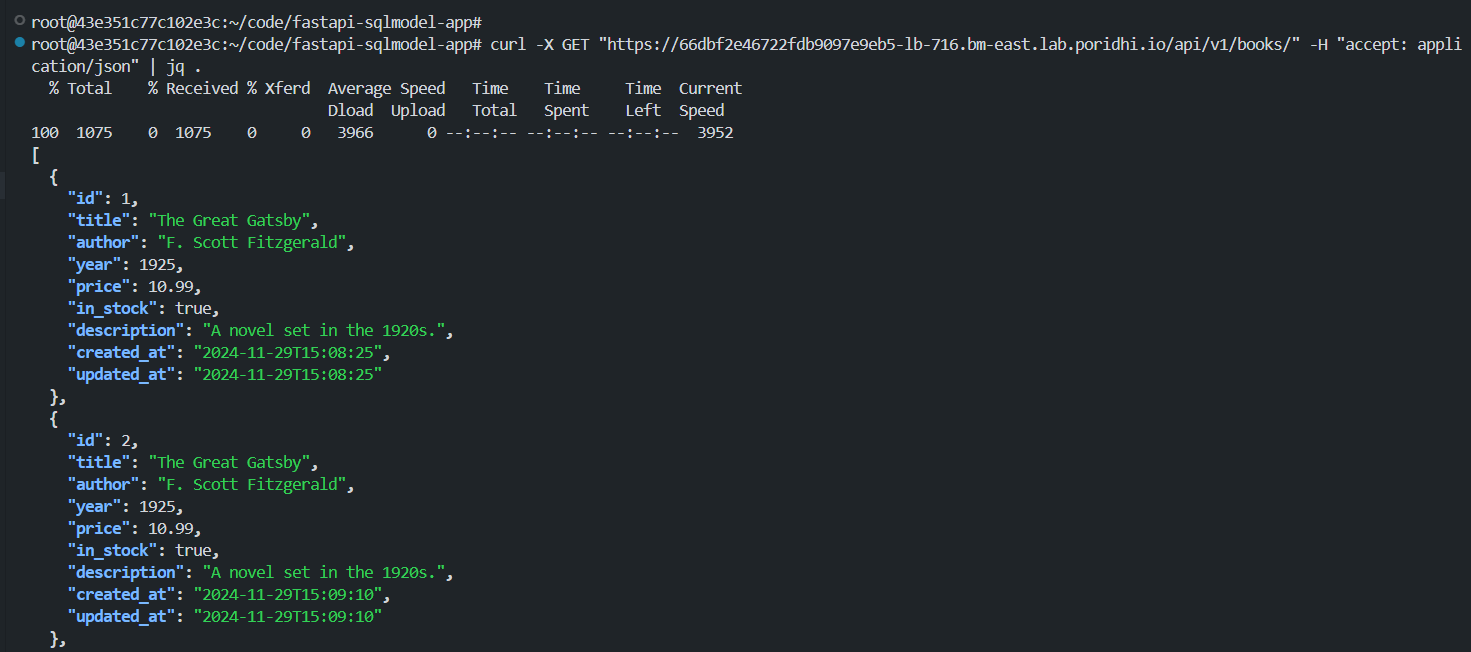 root@43e351c77c102e3c:~/code/fastapi-sqlmodel-app#
root@43e351c77c102e3c:~/code/fastapi-sqlmodel-app# curl -X GET "https://66dbf2e46722fdb9097e9eb5-lb-716.bm-east.lab.poridhi.io/api/v1/books/" -H "accept: appli
cation/json" | jq .
  % Total    % Received % Xferd  Average Speed   Time    Time     Time  Current
                                 Dload  Upload   Total   Spent    Left  Speed
100  1075    0  1075    0     0   3966      0 --:--:-- --:--:-- --:--:--  3952
[
  {
    "id": 1,
    "title": "The Great Gatsby",
    "author": "F. Scott Fitzgerald",
    "year": 1925,
    "price": 10.99,
    "in_stock": true,
    "description": "A novel set in the 1920s.",
    "created_at": "2024-11-29T15:08:25",
    "updated_at": "2024-11-29T15:08:25"
  },
  {
    "id": 2,
    "title": "The Great Gatsby",
    "author": "F. Scott Fitzgerald",
    "year": 1925,
    "price": 10.99,
    "in_stock": true,
    "description": "A novel set in the 1920s.",
    "created_at": "2024-11-29T15:09:10",
    "updated_at": "2024-11-29T15:09:10"
  },